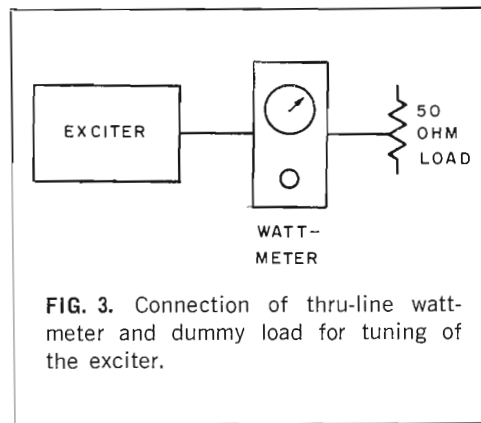 EXCITER
50
OHM
LOAD
WATT-
METER
FIG. 3. Connection of thru-line watt-
meter and dummy load for tuning of
the exciter.